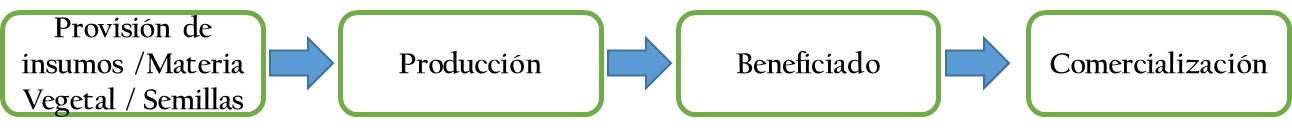 Provisión de
insumos /Materia
Vegetal / Semillas
Producción
Beneficiado
Comercialización